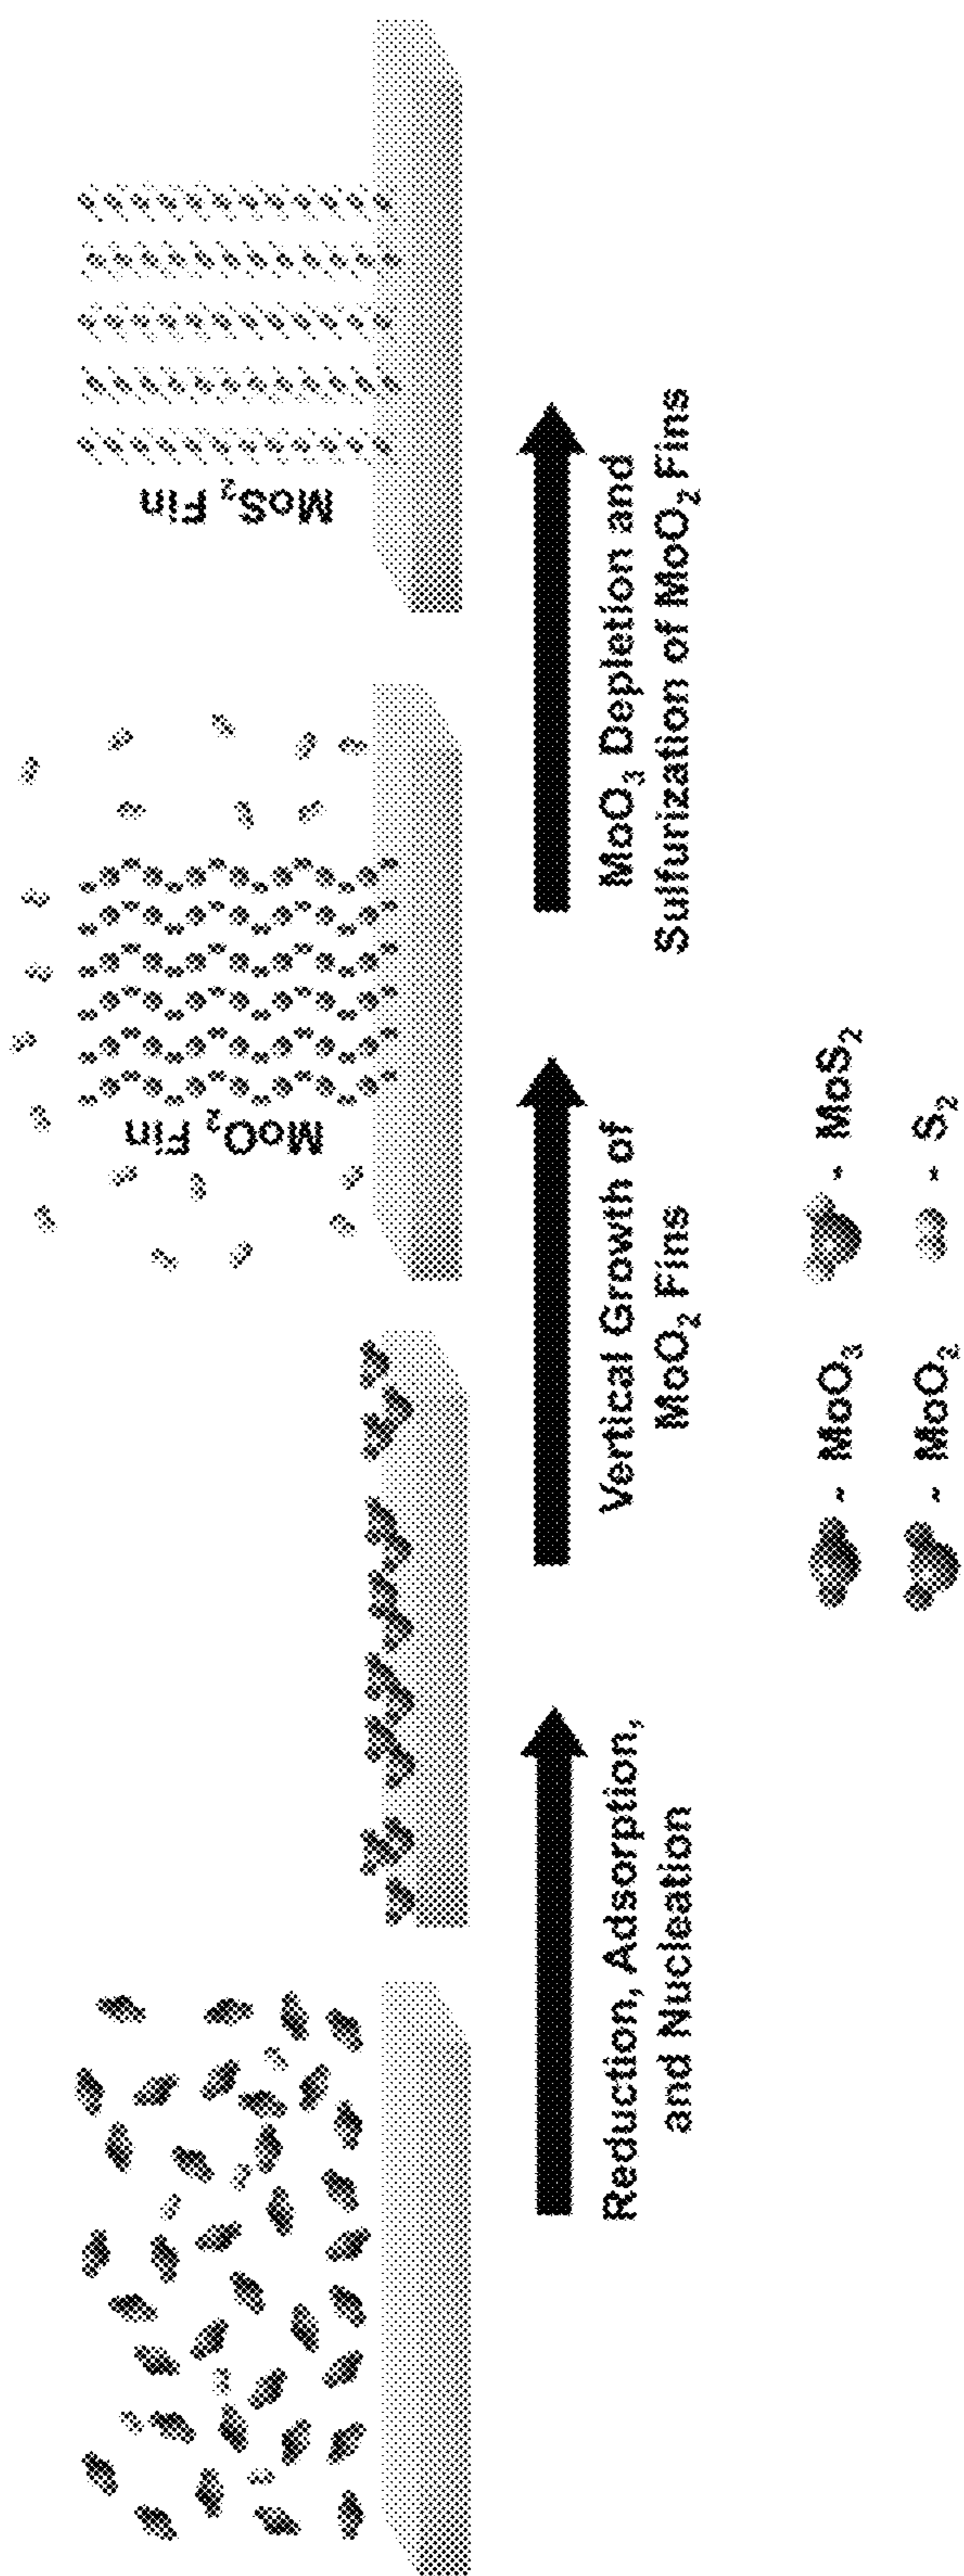 MoO₂ Fin
MoS₂ Fin
Reduction, Adsorption,
and Nucleation
Vertical Growth of
MoO₂ Fins
MoO₃ Depletion and
Sulfurization of MoO₂ Fins
~ MoO₃
- MoS₂
~ MoO₂
- S₂